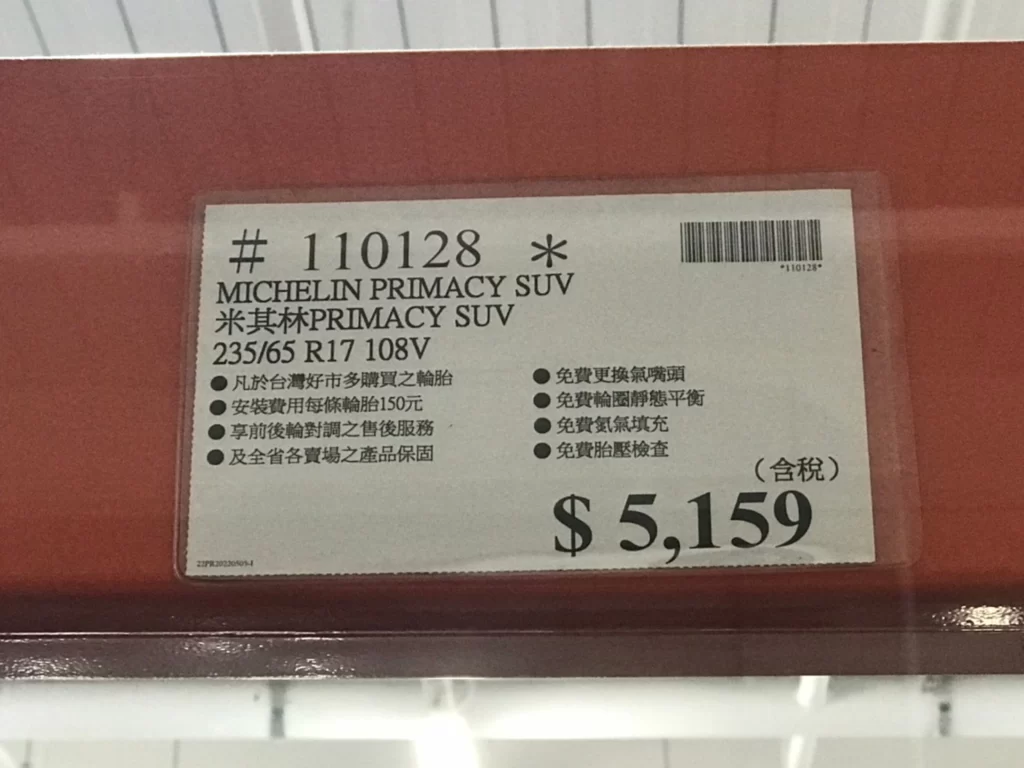 # 110128 *
*110128*
MICHELIN PRIMACY SUV
米其林PRIMACY SUV
235/65 R17 108V
●凡於台灣好市多購買之輪胎
●安裝費用每條輪胎150元
●享前後輪對調之售後服務
●及全省各賣場之產品保固
●免費更換氣嘴頭
●免費輪圈靜態平衡
●免費氮氣填充
●免費胎壓檢查
(含稅)
$ 5,159